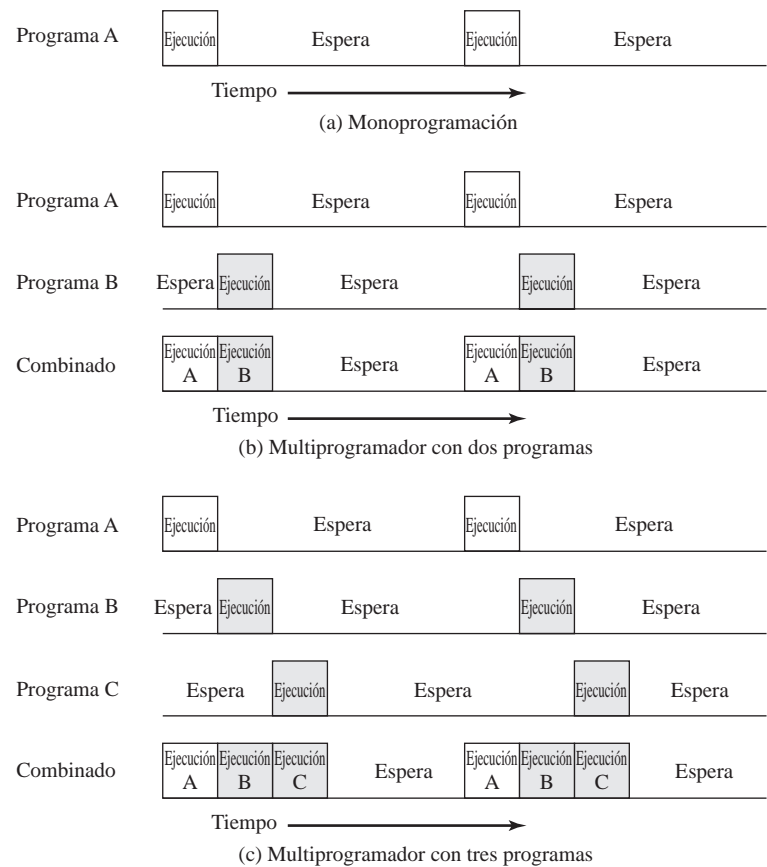 Programa A Ejecución Espera Ejecución Espera
Tiempo
(a) Monoprogramación
Programa A Ejecución Espera Ejecución Espera
Programa B Espera Ejecución Espera Ejecución Espera
Combinado Ejecución A Ejecución B Espera Ejecución A Ejecución B Espera
Tiempo
(b) Multiprogramador con dos programas
Programa A Ejecución Espera Ejecución Espera
Programa B Espera Ejecución Espera Ejecución Espera
Programa C Espera Ejecución Espera Ejecución Espera
Combinado Ejecución A Ejecución B Ejecución C Espera Ejecución A Ejecución B Ejecución C Espera
Tiempo
(c) Multiprogramador con tres programas